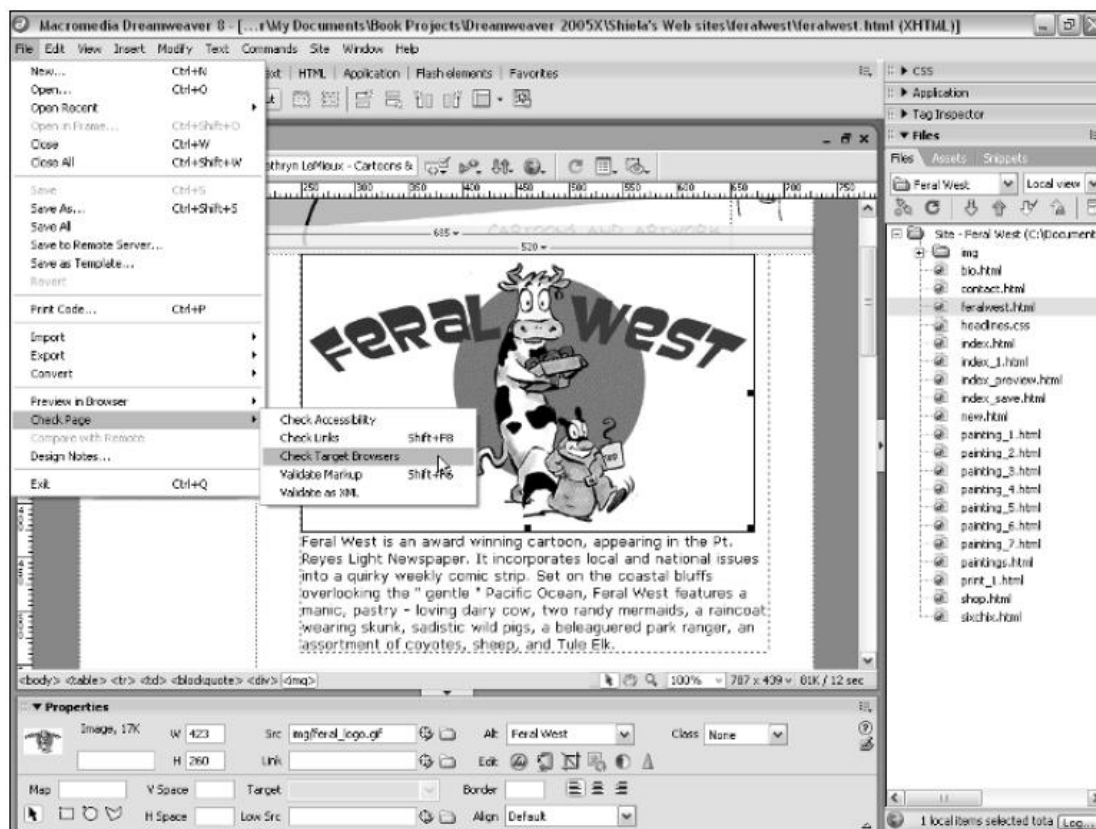 Macromedia Dreamweaver 8 - [...r\My Documents\Book Projects\Dreamweaver 2005X\Shiela's Web sites\feralwest\feralwest.html (XHTML)]
File Edit View Insert Modify Text Commands Site Window Help
New... Ctrl+N
Open... Ctrl+O
Open Recent
Open in Frame... Ctrl+Shift+O
Close Ctrl+W
Close All Ctrl+Shift+W
Save Ctrl+S
Save As... Ctrl+Shift+S
Save All
Save to Remote Server...
Save as Template...
Revert
Print Code... Ctrl+P
Import
Export
Convert
Preview in Browser
Check Page
Compare with Remote
Design Notes...
Exit Ctrl+Q
Check Accessibility
Check Links Shift+F8
Check Target Browsers
Validate Markup Shift+F6
Validate as XML
HTML Application Flash elements Favorites
thryn LeMieux - Cartoons &
250 300 350 400 450 500 550 600 650 700 750
685
CARTOONS AND ARTWORK
520
FERAL WEST
Feral West is an award winning cartoon, appearing in the Pt.
Reyes Light Newspaper. It incorporates local and national issues
into a quirky weekly comic strip. Set on the coastal bluffs
overlooking the " gentle " Pacific Ocean, Feral West features a
manic, pastry - loving dairy cow, two randy mermaids, a raincoat
wearing skunk, sadistic wild pigs, a beleaguered park ranger, an
assortment of coyotes, sheep, and Tule Elk.
<body> <table> <tr> <td> <blockquote> <div> <img> 100% 787 x 439 81K / 12 sec
Properties
Image, 17K W 423 Src img/feral_logo.gif Alt Feral West Class None
H 260 Link Edit
Map V Space Target Border
H Space Low Src Align Default
CSS
Application
Tag Inspector
Files
Files Assets Snippets
Feral West Local view
Site - Feral West (C:\Document
img
bio.html
contact.html
feralwest.html
headlines.css
index.html
index_1.html
index_preview.html
index_save.html
new.html
painting_1.html
painting_2.html
painting_3.html
painting_4.html
painting_5.html
painting_6.html
painting_7.html
paintings.html
print_1.html
shop.html
sixchix.html
1 local items selected tota Log...